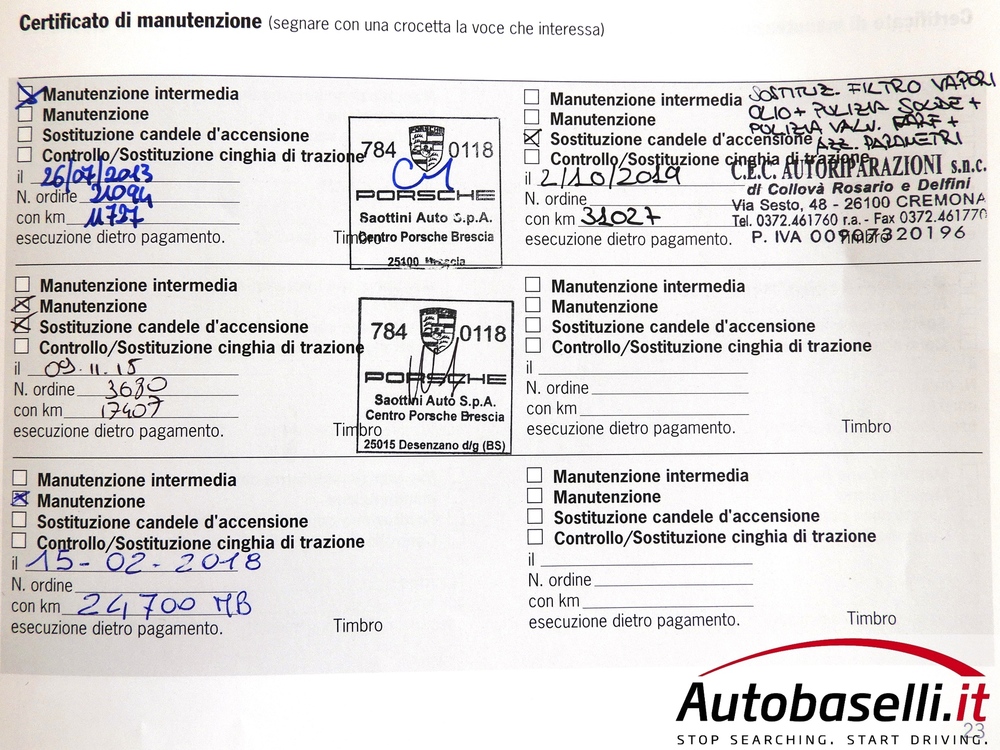 Certificato di manutenzione (segnare con una crocetta la voce che interessa)
Manutenzione intermedia
Manutenzione
Sostituzione candele d'accensione
Controllo/Sostituzione cinghia di trazione
il 26/07/2013
N. ordine 21094
con km 11727
esecuzione dietro pagamento. Timbro
784 0118
PORSCHE
Saottini Auto S.p.A.
Centro Porsche Brescia
25100 Brescia
Manutenzione intermedia
Manutenzione
Sostituzione candele d'accensione
Controllo/Sostituzione cinghia di trazione
il 09.11.15
N. ordine 3680
con km 17407
esecuzione dietro pagamento. Timbro
784 0118
PORSCHE
Saottini Auto S.p.A.
Centro Porsche Brescia
25015 Desenzano d/g (BS)
Manutenzione intermedia
Manutenzione
Sostituzione candele d'accensione
Controllo/Sostituzione cinghia di trazione
il 15-02-2018
N. ordine
con km 24700 MB
esecuzione dietro pagamento. Timbro
Manutenzione intermedia
Manutenzione
Sostituzione candele d'accensione
Controllo/Sostituzione cinghia di trazione
il 2/10/2019
N. ordine
con km 31027
esecuzione dietro pagamento. Timbro
SOSTITUZ. FILTRO VAPORI
OLIO + PULIZIA SONDE +
PULIZIA VALV. FARF +
AZZ. PARAMETRI
C.E.C. AUTORIPARAZIONI s.n.c.
di Collovà Rosario e Delfini
Via Sesto, 48 - 26100 CREMONA
Tel. 0372.461760 r.a. - Fax 0372.461770
P. IVA 00907320196
Manutenzione intermedia
Manutenzione
Sostituzione candele d'accensione
Controllo/Sostituzione cinghia di trazione
il
N. ordine
con km
esecuzione dietro pagamento. Timbro
Manutenzione intermedia
Manutenzione
Sostituzione candele d'accensione
Controllo/Sostituzione cinghia di trazione
il
N. ordine
con km
esecuzione dietro pagamento. Timbro
Autobaselli.it
STOP SEARCHING. START DRIVING.
23